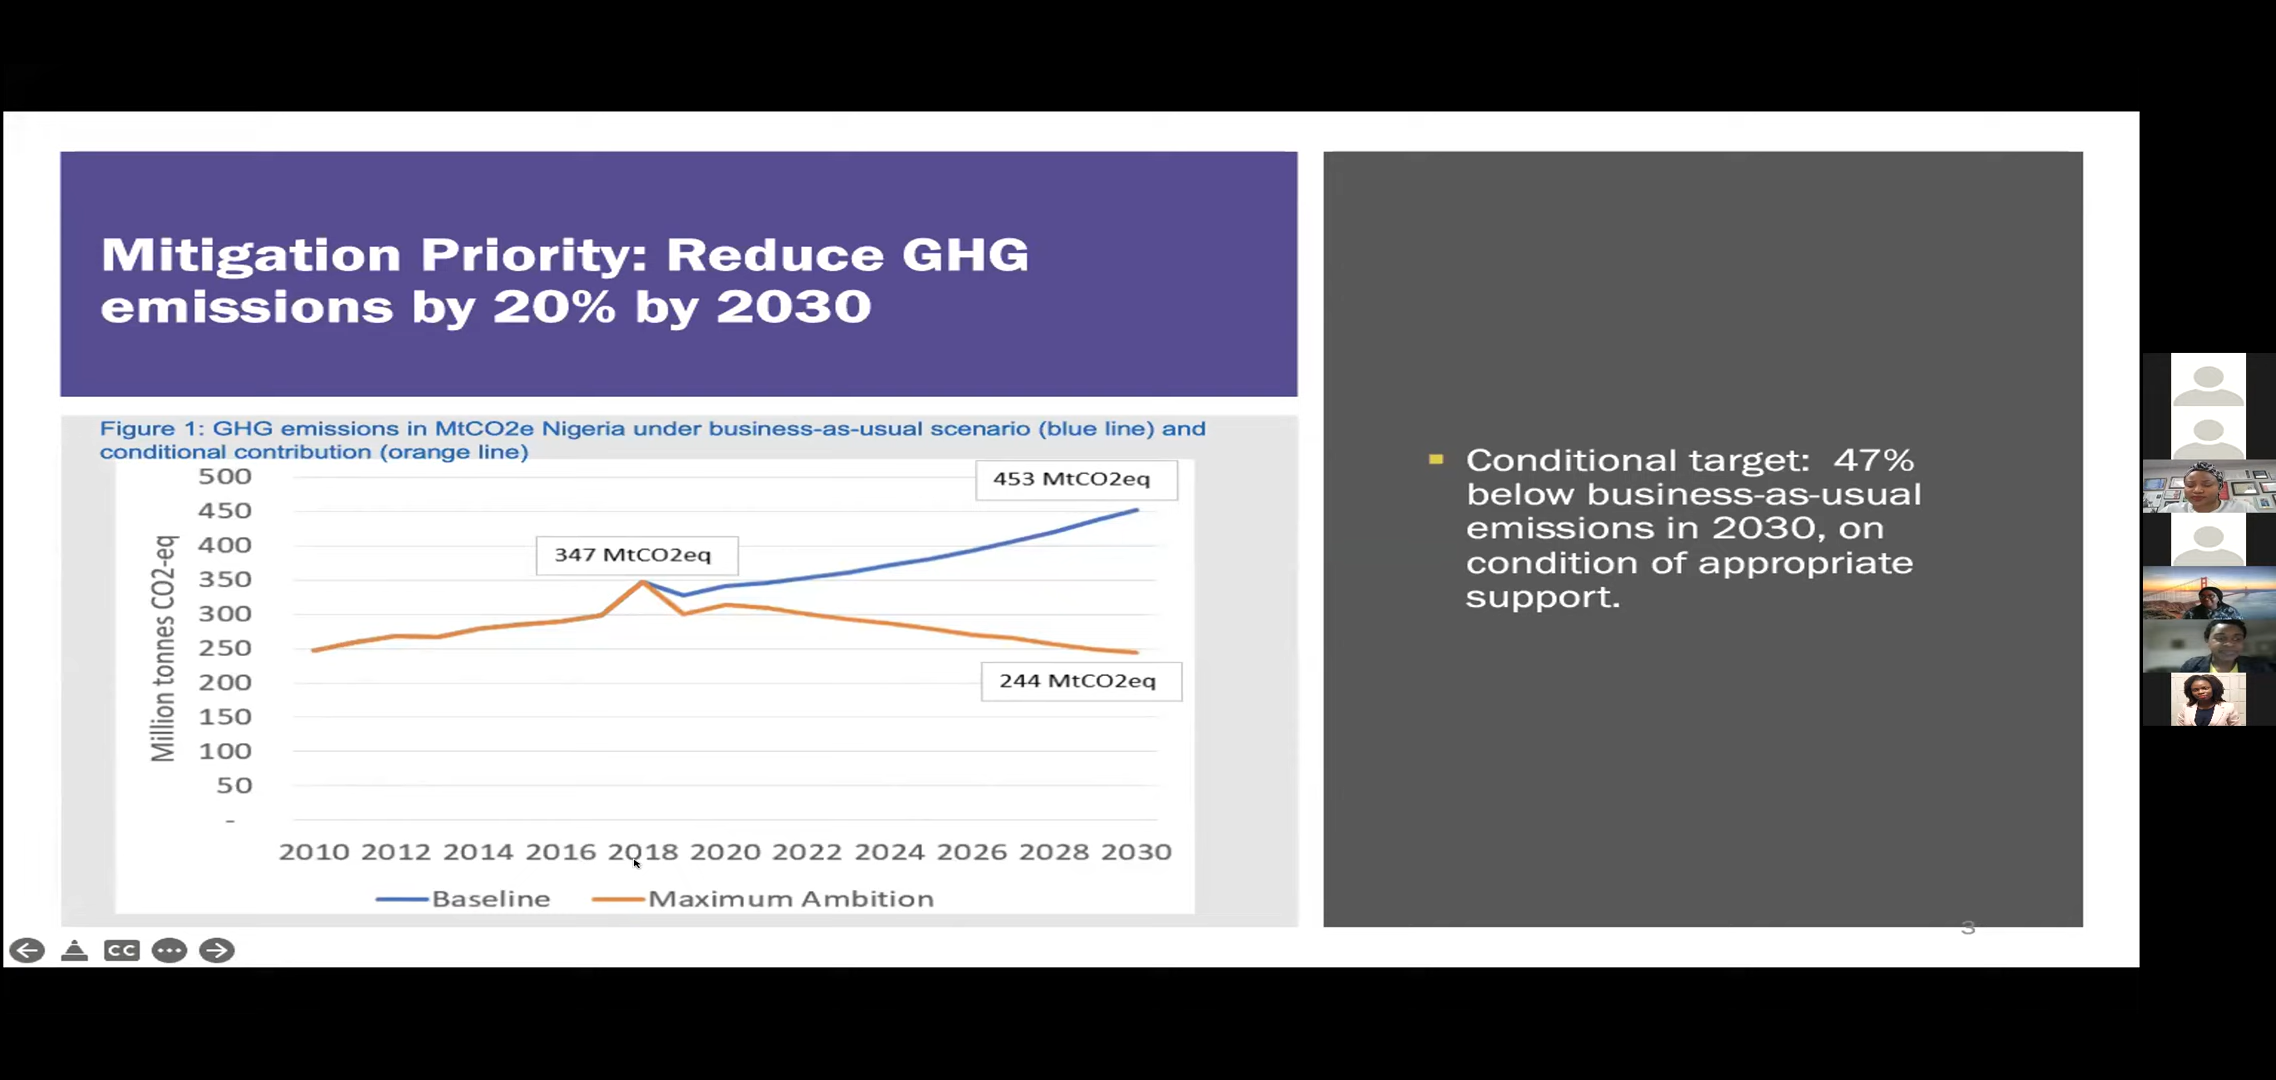 Mitigation Priority: Reduce GHG
emissions by 20% by 2030
Figure 1: GHG emissions in MtCO2e Nigeria under business-as-usual scenario (blue line) and
conditional contribution (orange line)
Million tonnes CO2-eq
500
450
400
350
300
250
200
150
100
50
-
453 MtCO2eq
347 MtCO2eq
244 MtCO2eq
2010 2012 2014 2016 2018 2020 2022 2024 2026 2028 2030
Baseline Maximum Ambition
Conditional target: 47%
below business-as-usual
emissions in 2030, on
condition of appropriate
support.
3
CC